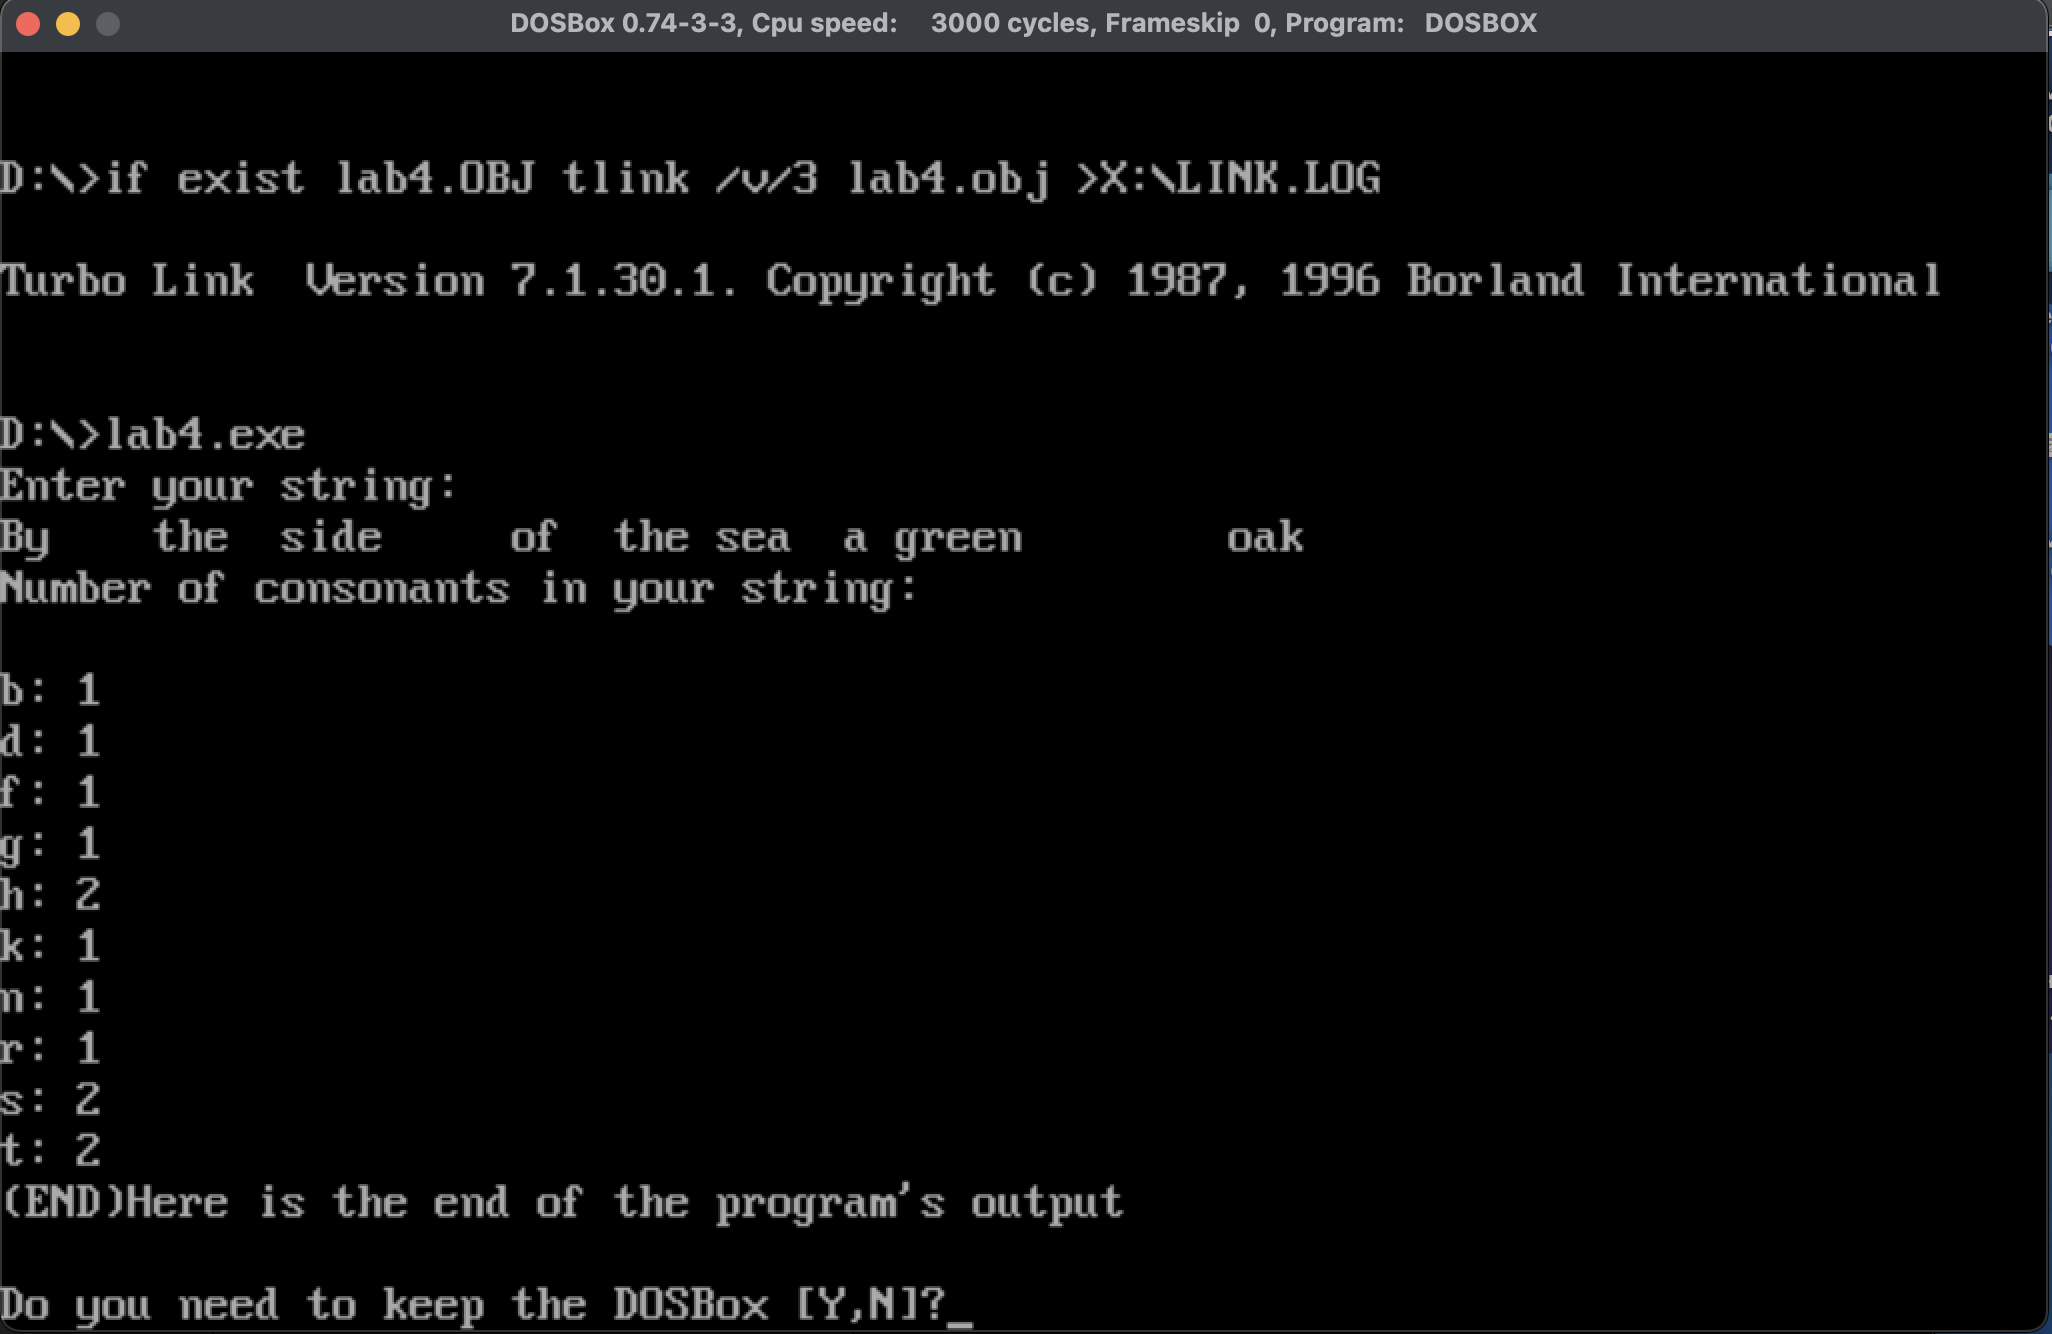 DOSBox 0.74-3-3, Cpu speed:    3000 cycles, Frameskip  0, Program:   DOSBOX
D:\>if exist lab4.OBJ tlink /v/3 lab4.obj >X:\LINK.LOG
Turbo Link  Version 7.1.30.1. Copyright (c) 1987, 1996 Borland International
D:\>lab4.exe
Enter your string:
By    the  side     of  the sea  a green        oak
Number of consonants in your string:
b: 1
d: 1
f: 1
g: 1
h: 2
k: 1
n: 1
r: 1
s: 2
t: 2
(END)Here is the end of the program's output
Do you need to keep the DOSBox [Y,N]?_